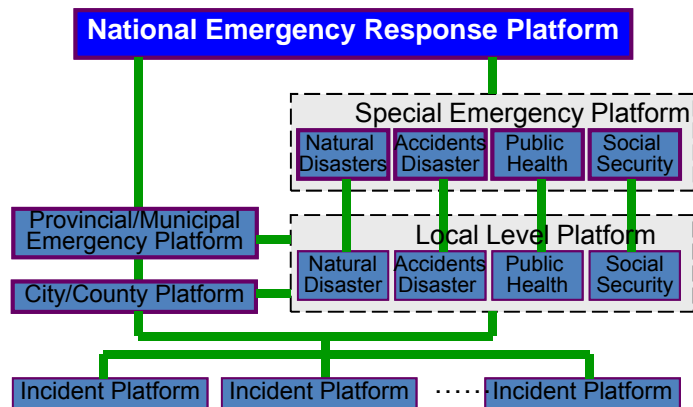 National Emergency Response Platform
Special Emergency Platform
Natural
Disasters
Accidents
Disaster
Public
Health
Social
Security
Provincial/Municipal
Emergency Platform
Local Level Platform
Natural
Disaster
Accidents
Disaster
Public
Health
Social
Security
City/County Platform
Incident Platform
Incident Platform
……
Incident Platform